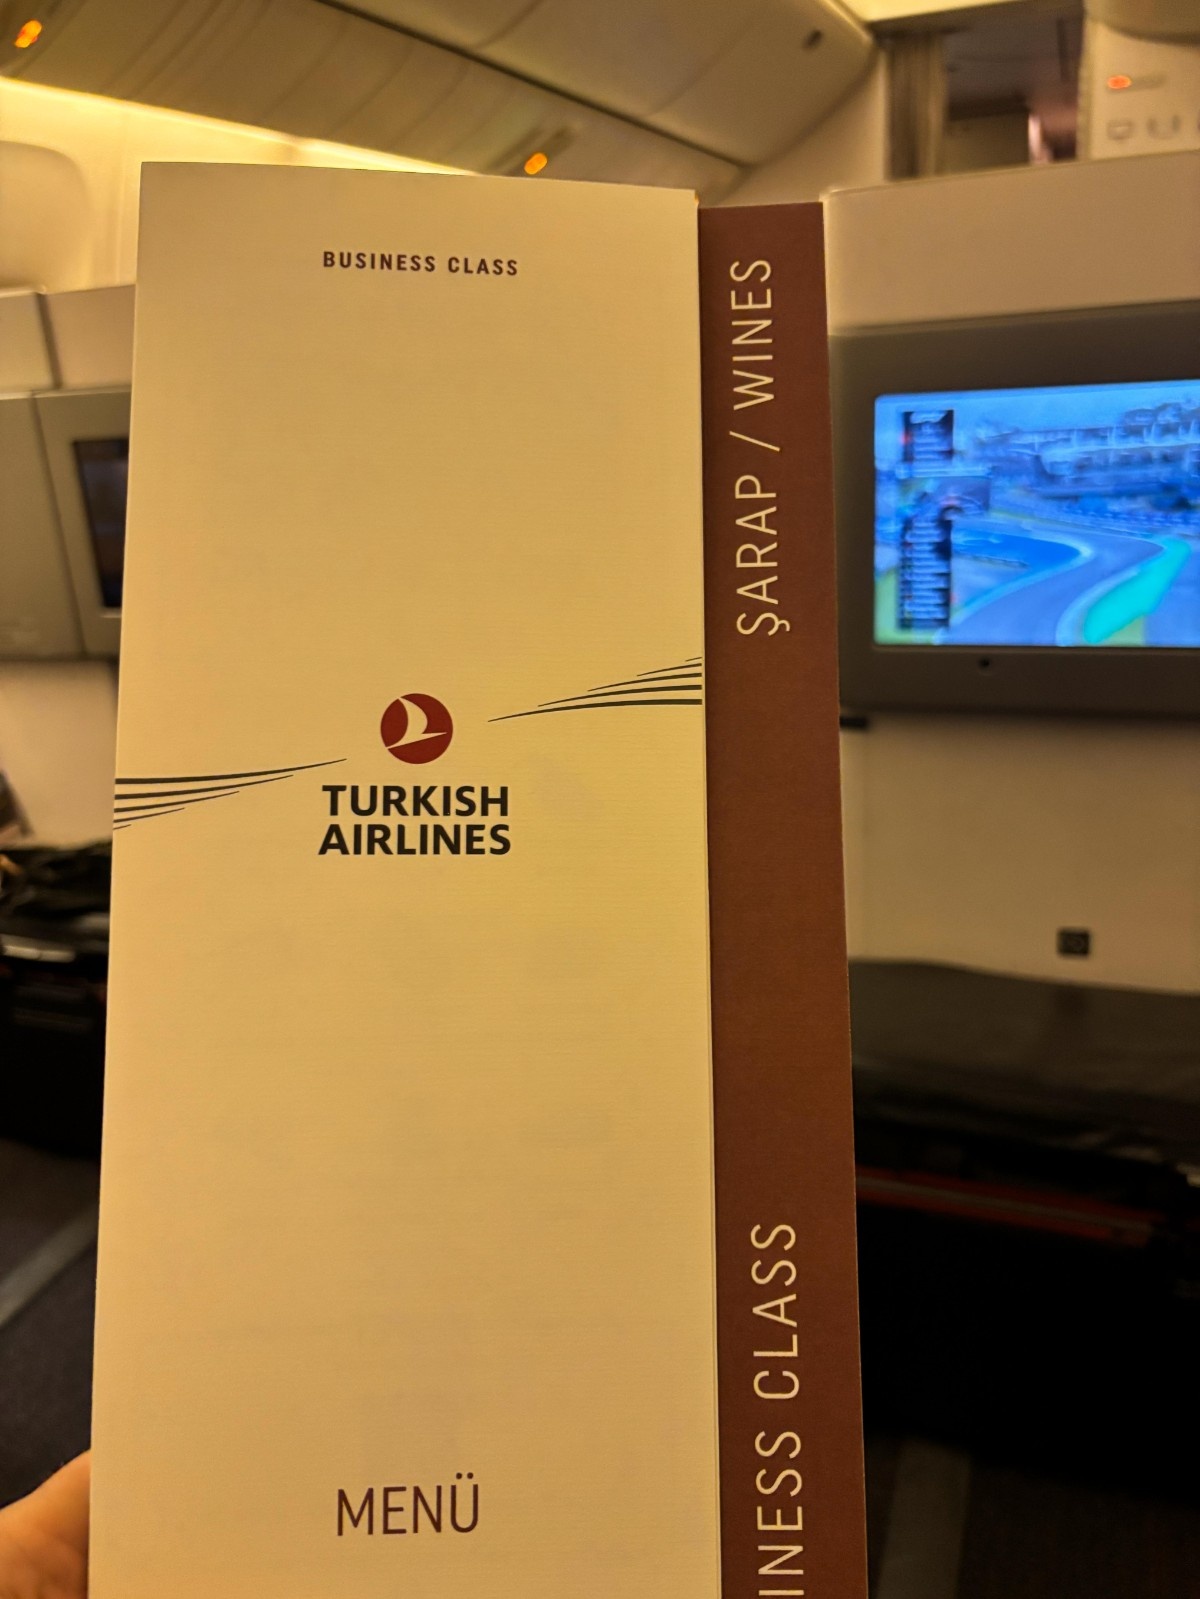 BUSINESS CLASS
TURKISH
AIRLINES
MENÜ
ŞARAP / WINES
INESS CLASS